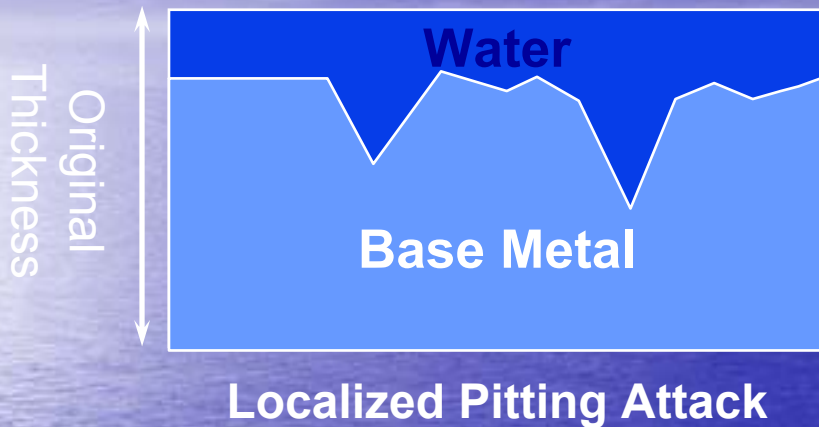 Original
Thickness
Water
Base Metal
Localized Pitting Attack